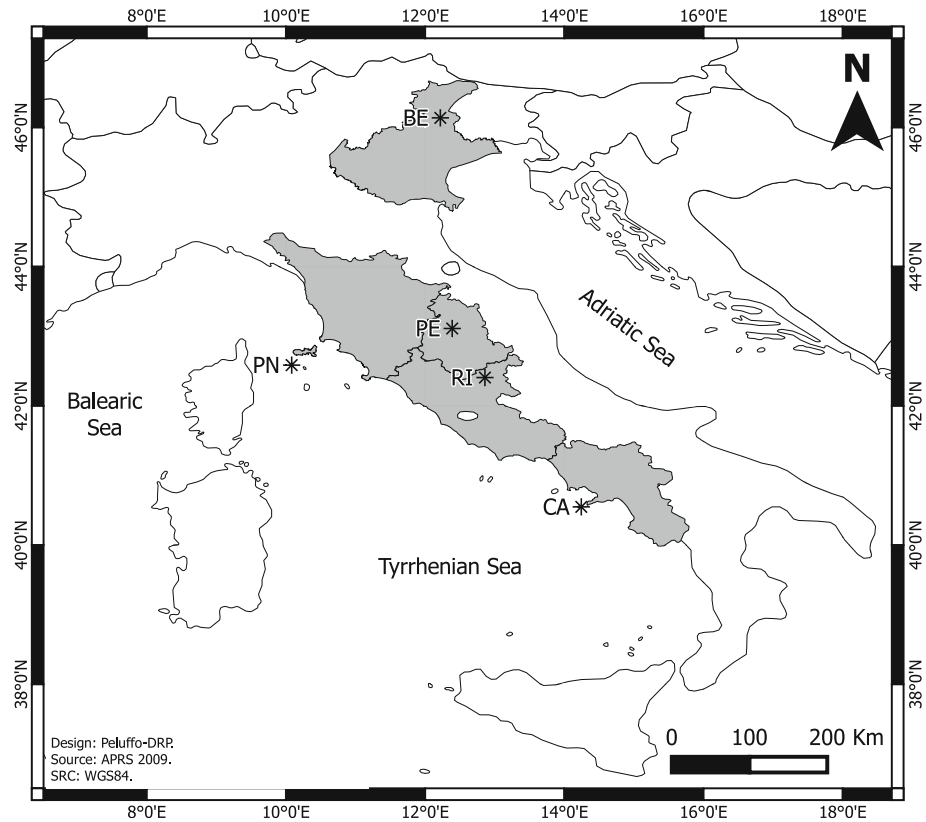 8°0'E 10°0'E 12°0'E 14°0'E 16°0'E 18°0'E
N
46°0'N 46°0'N
BE
44°0'N 44°0'N
Adriatic Sea
PE
PN
RI
42°0'N 42°0'N
Balearic
Sea
CA
40°0'N 40°0'N
Tyrrhenian Sea
38°0'N 38°0'N
0 100 200 Km
Design: Peluffo-DRP.
Source: APRS 2009.
SRC: WGS84.
8°0'E 10°0'E 12°0'E 14°0'E 16°0'E 18°0'E